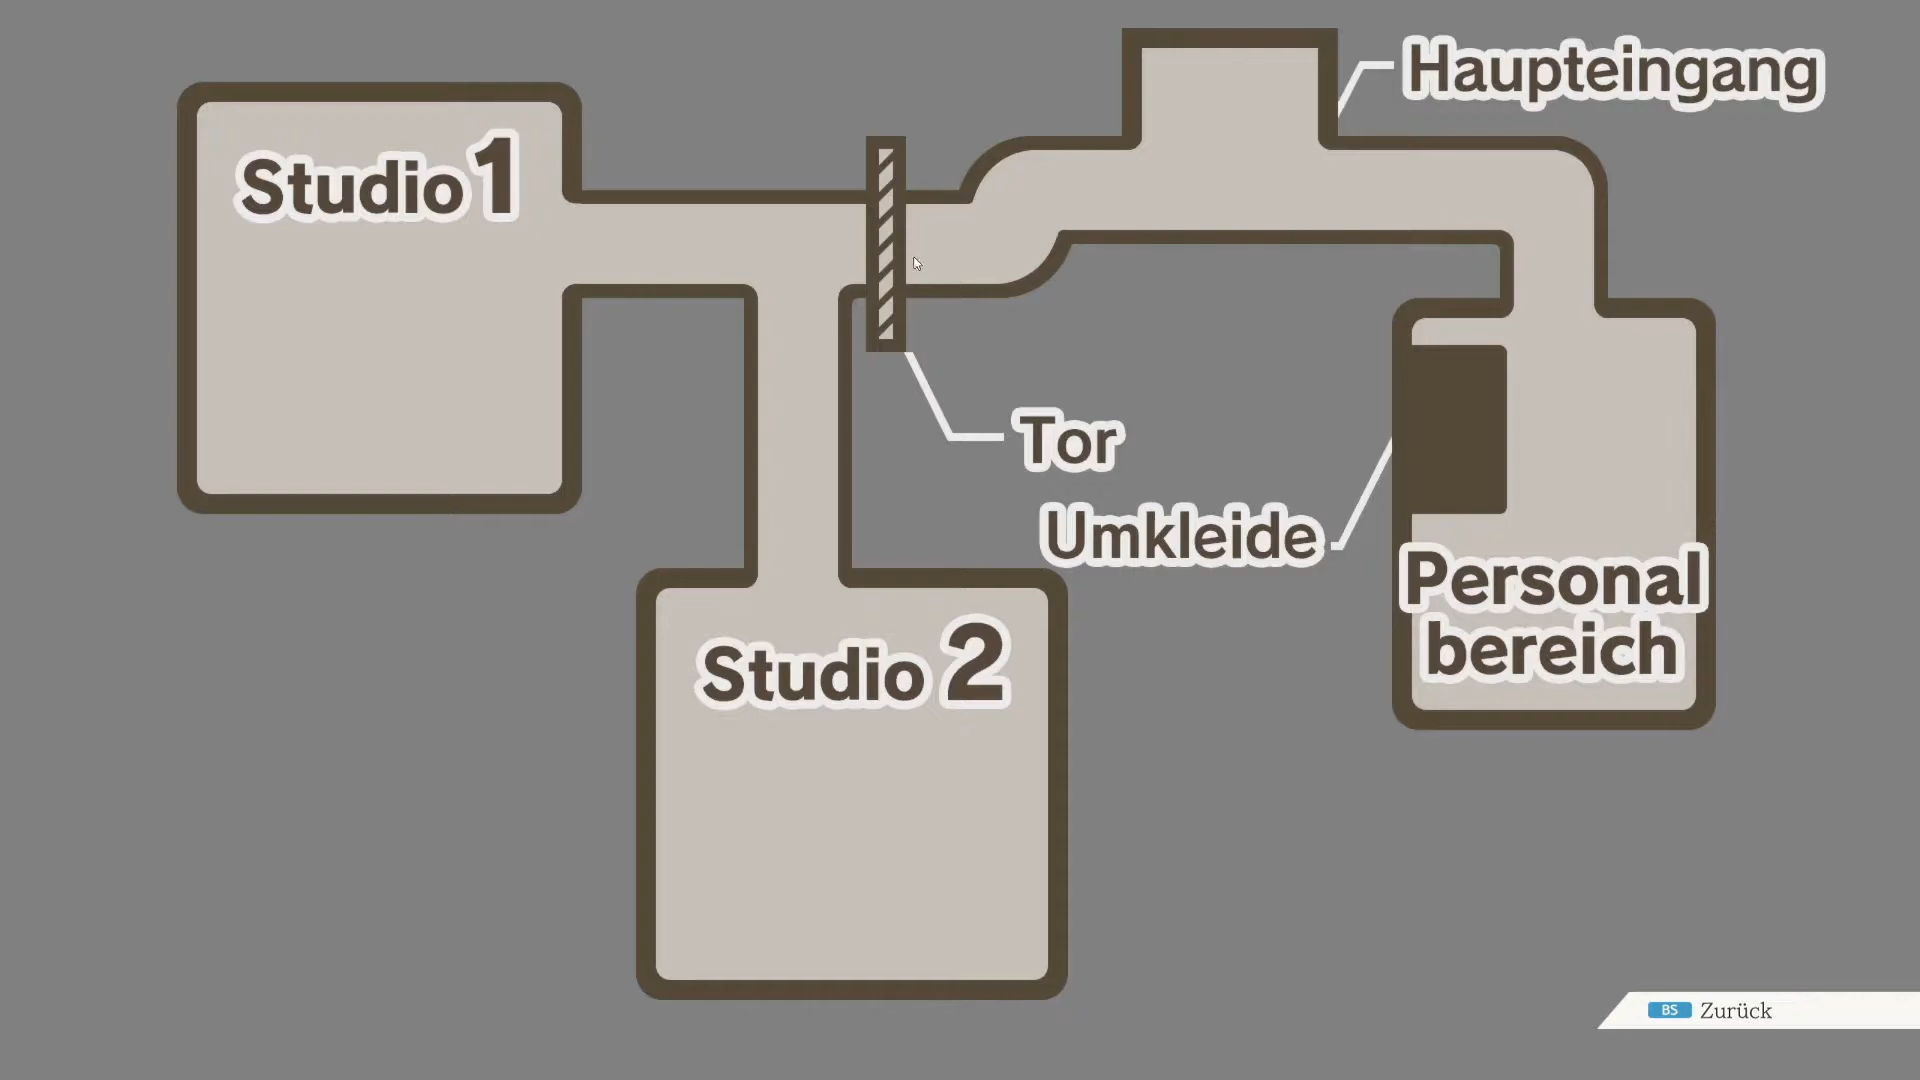 Haupteingang
Studio 1
Tor
Umkleide
Personal
bereich
Studio 2
BS Zurück